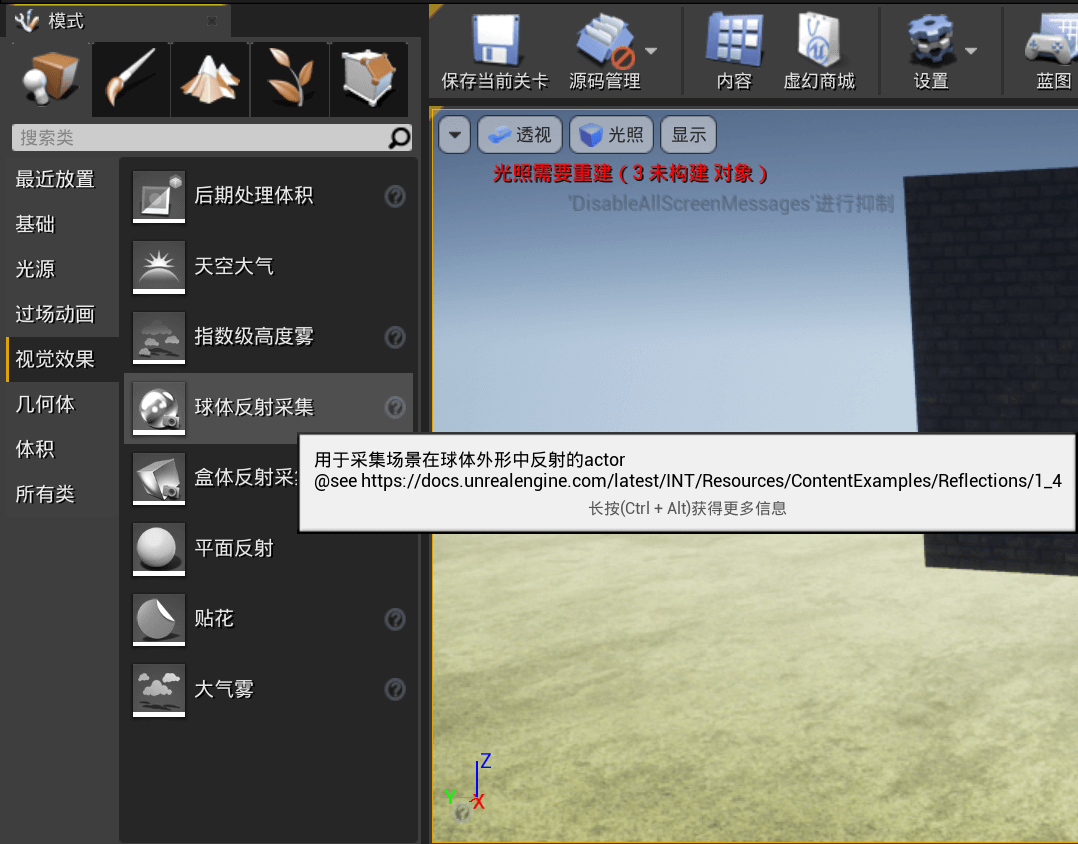 模式
搜索类
最近放置
基础
光源
过场动画
视觉效果
几何体
体积
所有类
后期处理体积
天空大气
指数级高度雾
球体反射采集
盒体反射采
平面反射
贴花
大气雾
保存当前关卡
源码管理
内容
虚幻商城
设置
蓝图
透视
光照
显示
光照需要重建（3 未构建 对象）
'DisableAllScreenMessages'进行抑制
用于采集场景在球体外形中反射的actor
@see https://docs.unrealengine.com/latest/INT/Resources/ContentExamples/Reflections/1_4
长按(Ctrl + Alt)获得更多信息
Z
Y
X